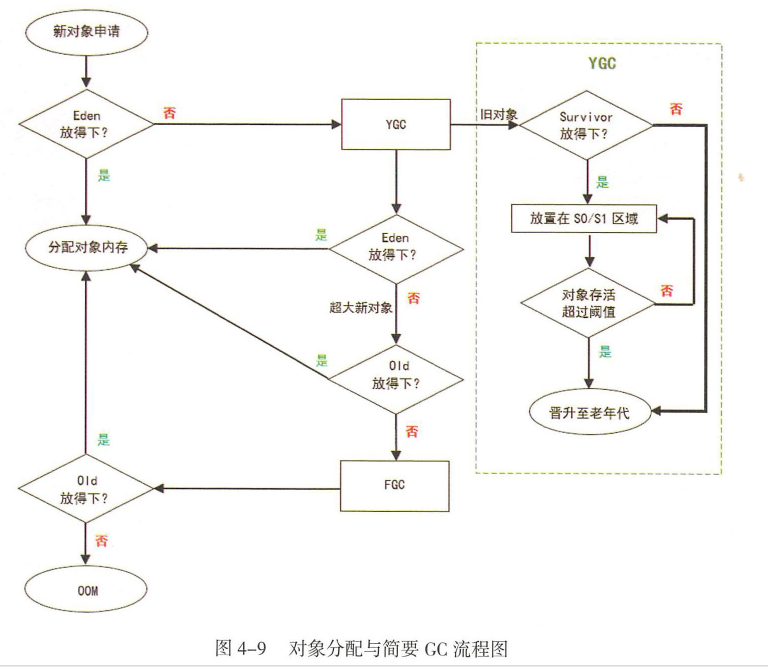 新对象申请
Eden
放得下?
否
是
YGC
旧对象
YGC
Survivor
放得下?
否
是
放置在 S0/S1 区域
对象存活
超过阈值
否
是
晋升至老年代
分配对象内存
是
Eden
放得下?
超大新对象
否
是
Old
放得下?
否
FGC
是
Old
放得下?
否
OOM
图 4-9 对象分配与简要 GC 流程图